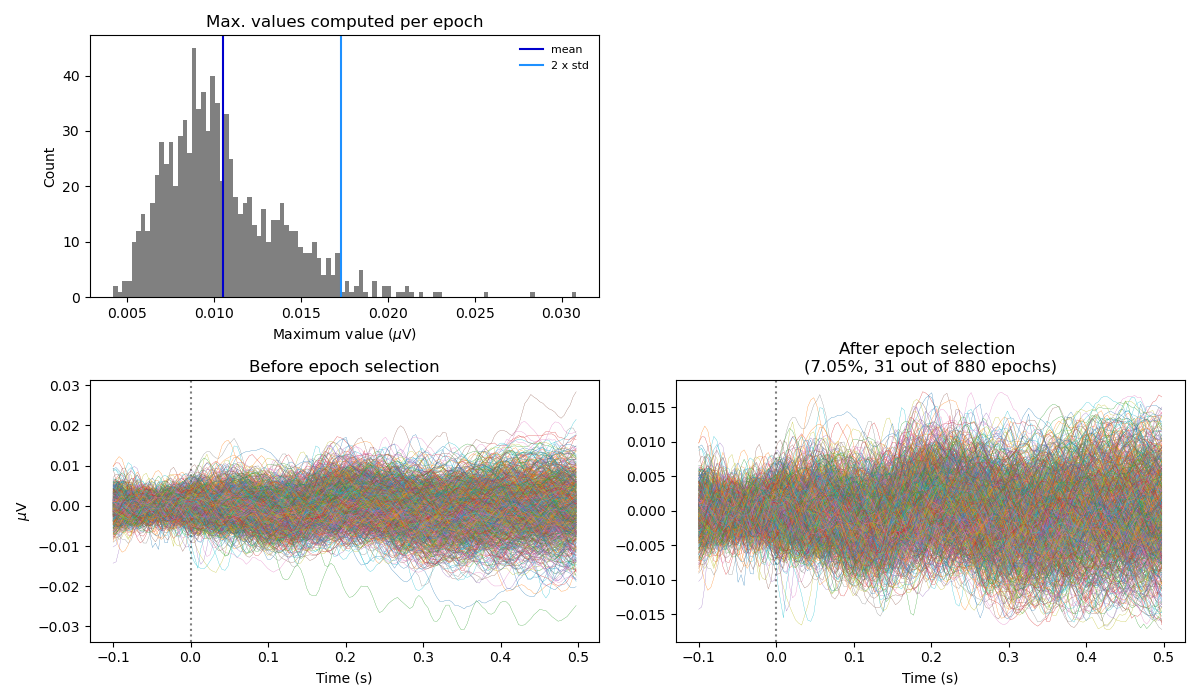 Max. values computed per epoch
mean
2 x std
40
30
20
10
0
Count
0.005 0.010 0.015 0.020 0.025 0.030
Maximum value (μV)
Before epoch selection
0.03
0.02
0.01
0.00
−0.01
−0.02
−0.03
μV
−0.1 0.0 0.1 0.2 0.3 0.4 0.5
Time (s)
After epoch selection
(7.05%, 31 out of 880 epochs)
0.015
0.010
0.005
0.000
−0.005
−0.010
−0.015
−0.1 0.0 0.1 0.2 0.3 0.4 0.5
Time (s)